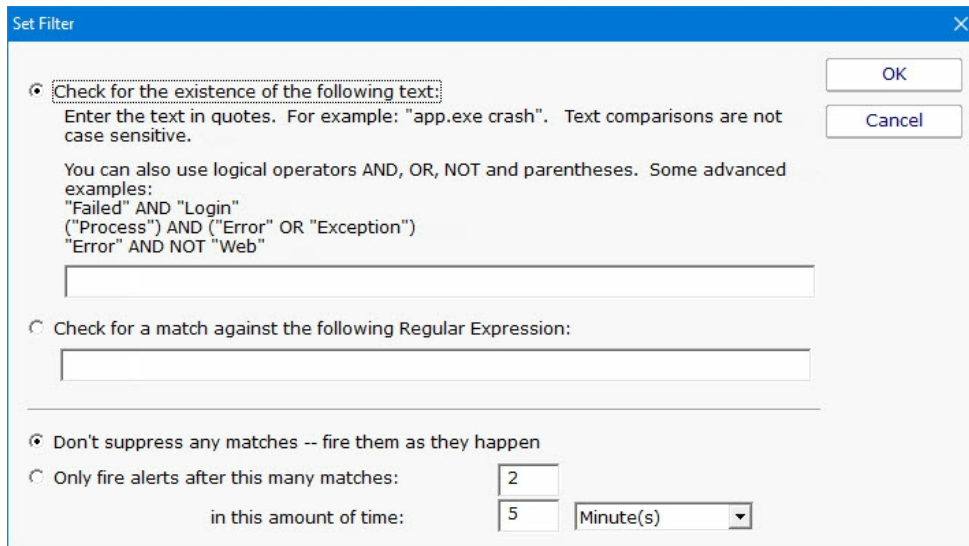 Set Filter
Check for the existence of the following text:
OK
Enter the text in quotes.  For example: "app.exe crash".   Text comparisons are not
case sensitive.
Cancel
You can also use logical operators AND, OR, NOT and parentheses.  Some advanced
examples:
"Failed" AND "Login"
("Process") AND ("Error" OR "Exception")
"Error" AND NOT "Web"
Check for a match against the following Regular Expression:
Don't suppress any matches -- fire them as they happen
Only fire alerts after this many matches: 2
in this amount of time: 5 Minute(s)